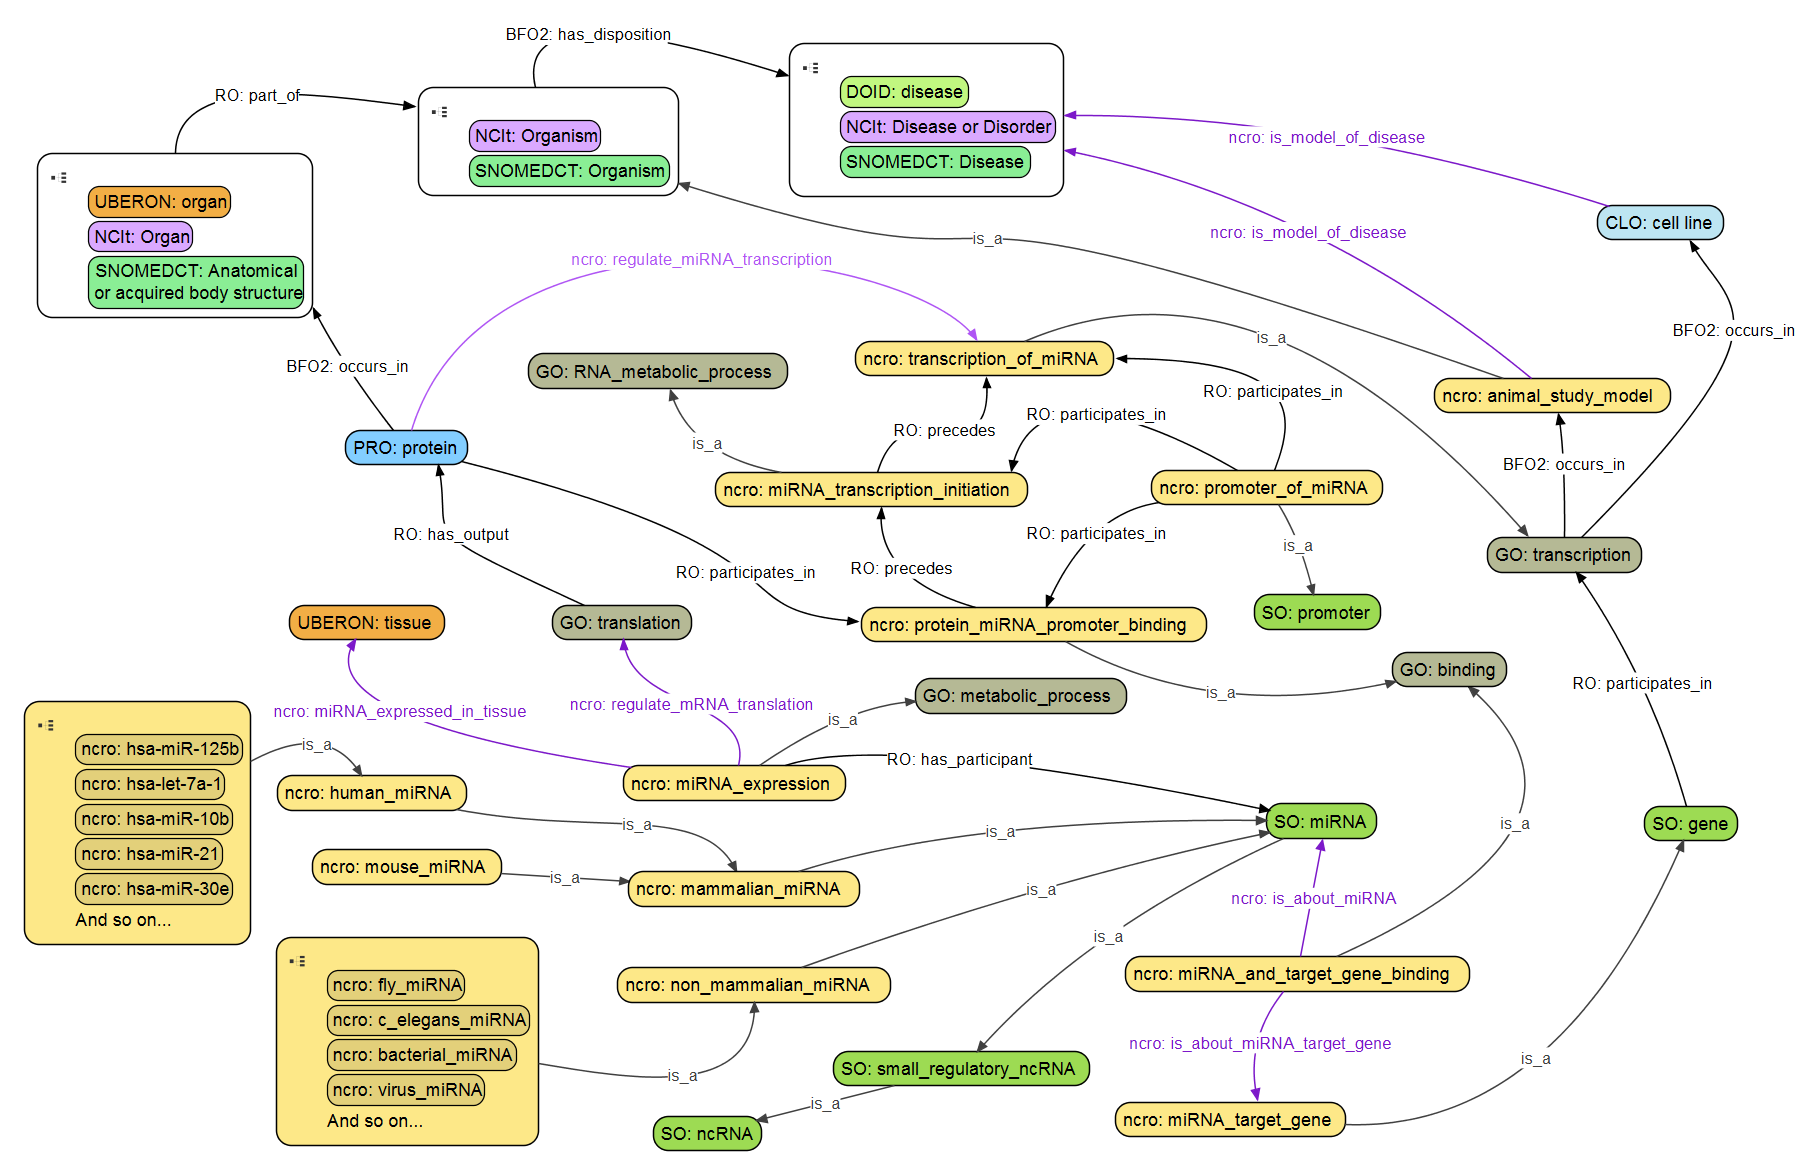 BFO2: has_disposition
RO: part_of
DOID: disease
NCIt: Disease or Disorder
SNOMEDCT: Disease
NCIt: Organism
SNOMEDCT: Organism
UBERON: organ
NCIt: Organ
SNOMEDCT: Anatomical
or acquired body structure
ncro: is_model_of_disease
CLO: cell line
ncro: is_model_of_disease
is_a
ncro: regulate_miRNA_transcription
BFO2: occurs_in
is_a
BFO2: occurs_in
ncro: transcription_of_miRNA
GO: RNA_metabolic_process
RO: participates_in
ncro: animal_study_model
RO: participates_in
RO: precedes
is_a
PRO: protein
BFO2: occurs_in
ncro: miRNA_transcription_initiation
ncro: promoter_of_miRNA
RO: has_output
RO: participates_in
is_a
GO: transcription
RO: participates_in
RO: precedes
SO: promoter
UBERON: tissue
GO: translation
ncro: protein_miRNA_promoter_binding
GO: binding
is_a
RO: participates_in
GO: metabolic_process
ncro: miRNA_expressed_in_tissue
ncro: regulate_mRNA_translation
is_a
ncro: hsa-miR-125b
ncro: hsa-let-7a-1
ncro: hsa-miR-10b
ncro: hsa-miR-21
ncro: hsa-miR-30e
And so on...
is_a
RO: has_participant
ncro: human_miRNA
ncro: miRNA_expression
is_a
is_a
SO: miRNA
is_a
SO: gene
ncro: mouse_miRNA
is_a
ncro: mammalian_miRNA
is_a
ncro: is_about_miRNA
is_a
ncro: fly_miRNA
ncro: c_elegans_miRNA
ncro: bacterial_miRNA
ncro: virus_miRNA
And so on...
ncro: non_mammalian_miRNA
ncro: miRNA_and_target_gene_binding
is_a
ncro: is_about_miRNA_target_gene
is_a
SO: small_regulatory_ncRNA
is_a
SO: ncRNA
ncro: miRNA_target_gene